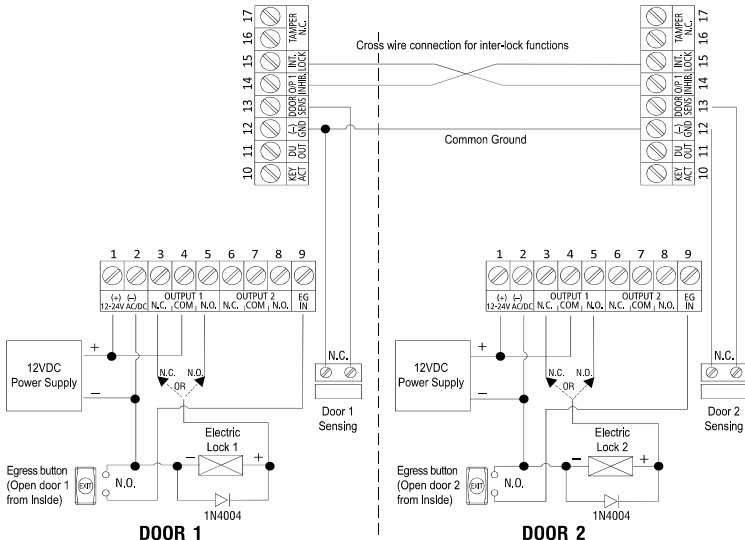 17 TAMPER N.C.
16
15 INT. LOCK
14 O/P 1 INHIB.
13 DOOR SENS
12 (–) GND
11 DU OUT
10 KEY ACT
Cross wire connection for inter-lock functions
Common Ground
TAMPER N.C. 17
16
INT. LOCK 15
O/P 1 INHIB. 14
DOOR SENS 13
(–) GND 12
DU OUT 11
KEY ACT 10
1 2 3 4 5 6 7 8 9
(+) (–) OUTPUT 1 OUTPUT 2 EG
12-24V AC/DC N.C. COM N.O. N.C. COM N.O. IN
12VDC
Power Supply
+
–
N.C. N.O.
OR
N.C.
Door 1
Sensing
Electric
Lock 1
– +
Egress button
(Open door 1
from Inside)
EXIT
N.O.
1N4004
DOOR 1
1 2 3 4 5 6 7 8 9
(+) (–) OUTPUT 1 OUTPUT 2 EG
12-24V AC/DC N.C. COM N.O. N.C. COM N.O. IN
12VDC
Power Supply
+
–
N.C. N.O.
OR
N.C.
Door 2
Sensing
Electric
Lock 2
– +
Egress button
(Open door 2
from Inside)
EXIT
N.O.
1N4004
DOOR 2